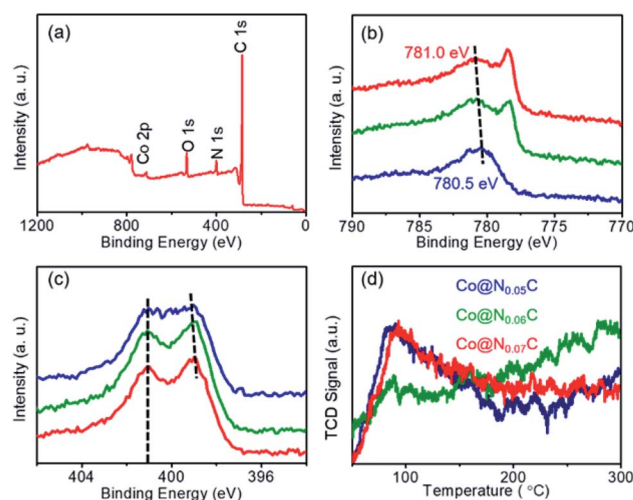 (a)
C 1s
Co 2p
O 1s
N 1s
Intensity (a. u.)
1200 800 400 0
Binding Energy (eV)
(b)
781.0 eV
780.5 eV
Intensity (a. u.)
790 785 780 775 770
Binding Energy (eV)
(c)
Intensity (a. u.)
404 400 396
Binding Energy (eV)
(d)
Co@N0.05C
Co@N0.06C
Co@N0.07C
TCD Signal (a.u.)
100 200 300
Temperature ( °C)